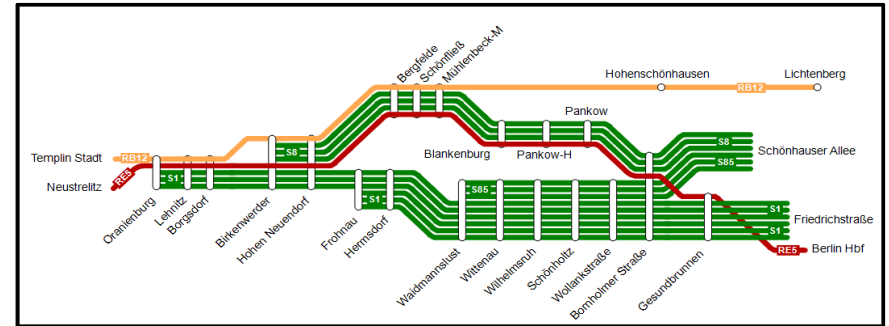 Bergfelde
Schönfließ
Mühlenbeck-M
Hohenschönhausen
RB12
Lichtenberg
Pankow
Blankenburg
Pankow-H
S8
S85
Schönhauser Allee
Templin Stadt
RB12
Neustrelitz
RE5
S1
S8
Oranienburg
Lehnitz
Borgsdorf
Birkenwerder
Hohen Neuendorf
Frohnau
Hermsdorf
S1
S85
Waidmannslust
Wittenau
Wilhelmsruh
Schönholtz
Wollankstraße
Bornholmer Straße
Gesundbrunnen
S1
Friedrichstraße
S1
RE5
Berlin Hbf